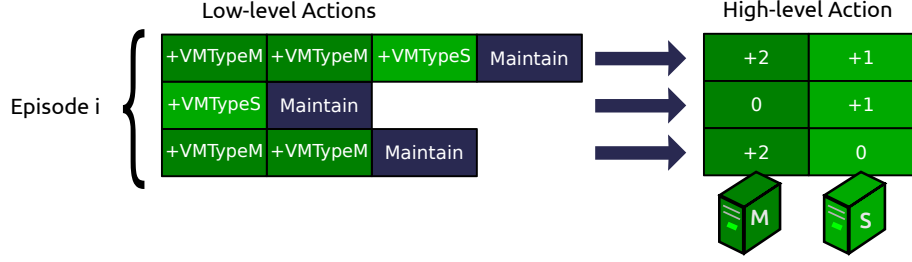 Low-level Actions High-level Action
+VMTypeM +VMTypeM +VMTypeS Maintain +2 +1
Episode i +VMTypeS Maintain 0 +1
+VMTypeM +VMTypeM Maintain +2 0
M S